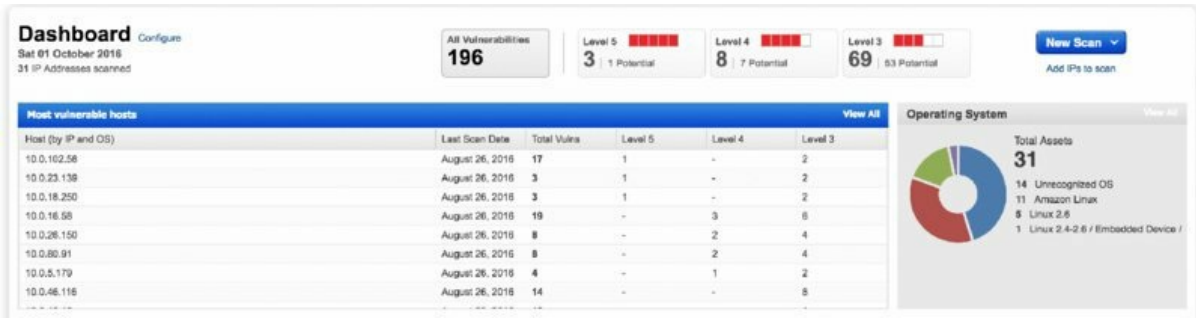 Dashboard Configure
Sat 01 October 2016
31 IP Addresses scanned
All Vulnerabilities
196
Level 5
3 | 1 Potential
Level 4
8 | 7 Potential
Level 3
69 | 53 Potential
New Scan
Add IPs to scan
Most vulnerable hosts View All
Host (by IP and OS) Last Scan Date Total Vulns Level 5 Level 4 Level 3
10.0.102.58 August 26, 2016 17 1 - 2
10.0.23.139 August 26, 2016 3 1 - 2
10.0.18.250 August 26, 2016 3 1 - 2
10.0.16.58 August 26, 2016 19 - 3 6
10.0.26.150 August 26, 2016 8 - 2 4
10.0.80.91 August 26, 2016 - 2 4
10.0.5.179 August 26, 2016 4 - 1 2
10.0.46.116 August 26, 2016 14 - - 8
Operating System View All
Total Assets
31
14 Unrecognized OS
11 Amazon Linux
5 Linux 2.6
1 Linux 2.4-2.6 / Embedded Device /